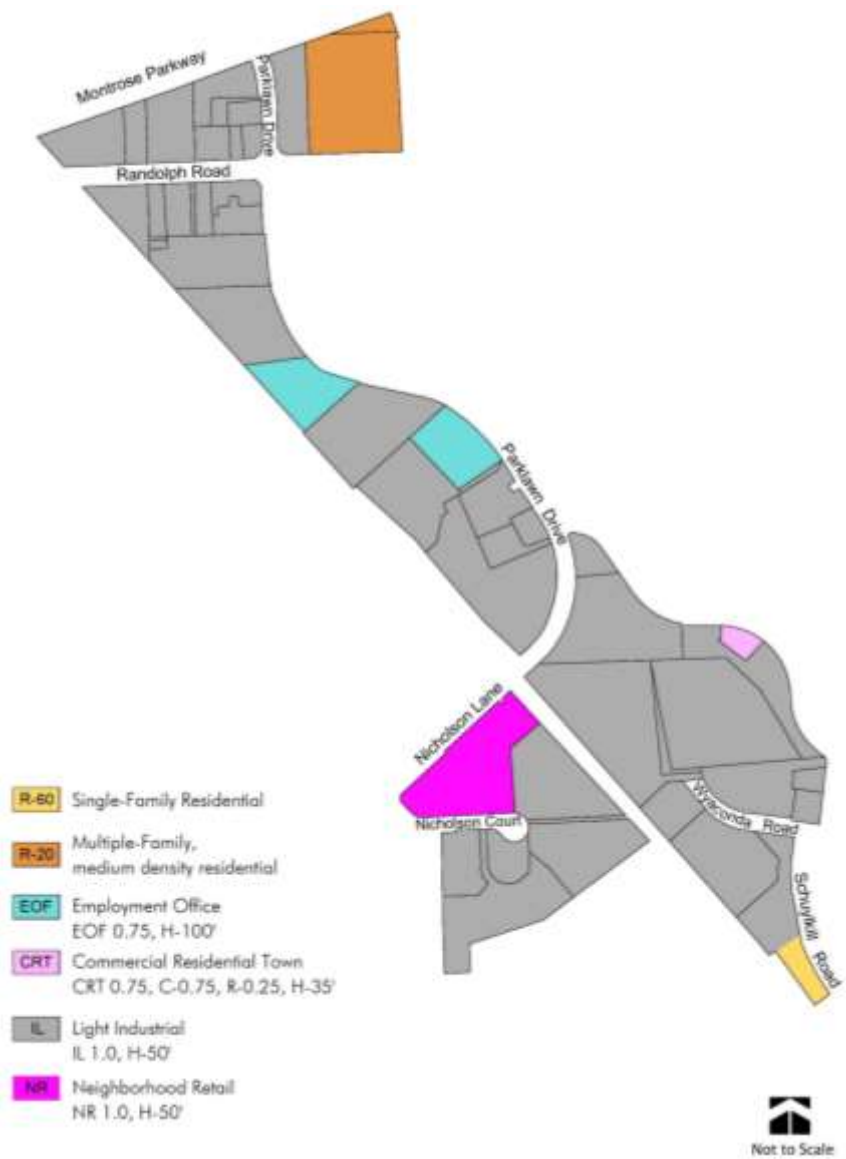 Montrose Parkway
Parklawn Drive
Randolph Road
Parklawn Drive
Nicholson Lane
Nicholson Court
Wyaconda Road
Schuylkill Road
R-60 Single-Family Residential
R-20 Multiple-Family,
medium density residential
EOF Employment Office
EOF 0.75, H-100'
CRT Commercial Residential Town
CRT 0.75, C-0.75, R-0.25, H-35'
IL Light Industrial
IL 1.0, H-50'
NR Neighborhood Retail
NR 1.0, H-50'
Not to Scale